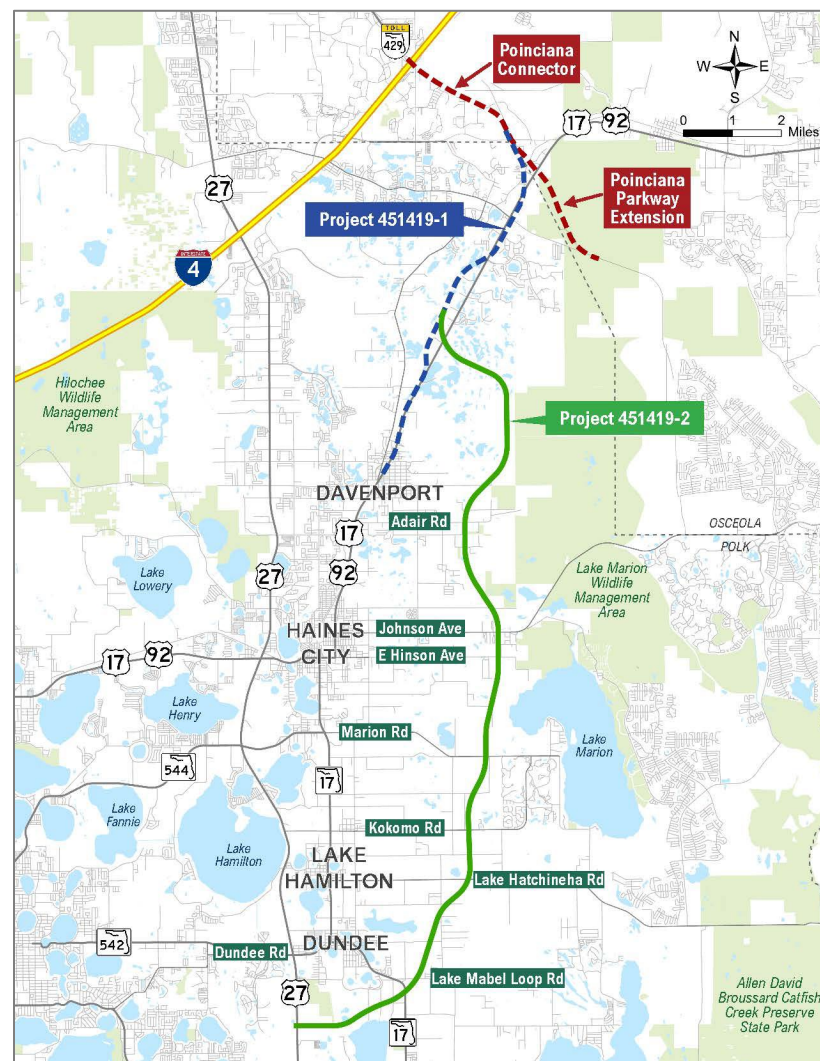 TOLL
429
Poinciana
Connector
N
W
E
S
17
92
0
1
2
Miles
27
Poinciana
Parkway
Extension
Project 451419-1
INTERSTATE
4
Hilochee
Wildlife
Management
Area
Project 451419-2
DAVENPORT
Adair Rd
17
92
OSCEOLA
POLK
27
Lake
Lowery
Lake Marion
Wildlife
Management
Area
HAINES
CITY
Johnson Ave
E Hinson Ave
17
92
Lake
Henry
Marion Rd
Lake
Marion
544
17
Lake
Fannie
Lake
Hamilton
Kokomo Rd
LAKE
HAMILTON
Lake Hatchineha Rd
542
Dundee Rd
DUNDEE
Lake Mabel Loop Rd
27
17
Allen David
Broussard Catfish
Creek Preserve
State Park